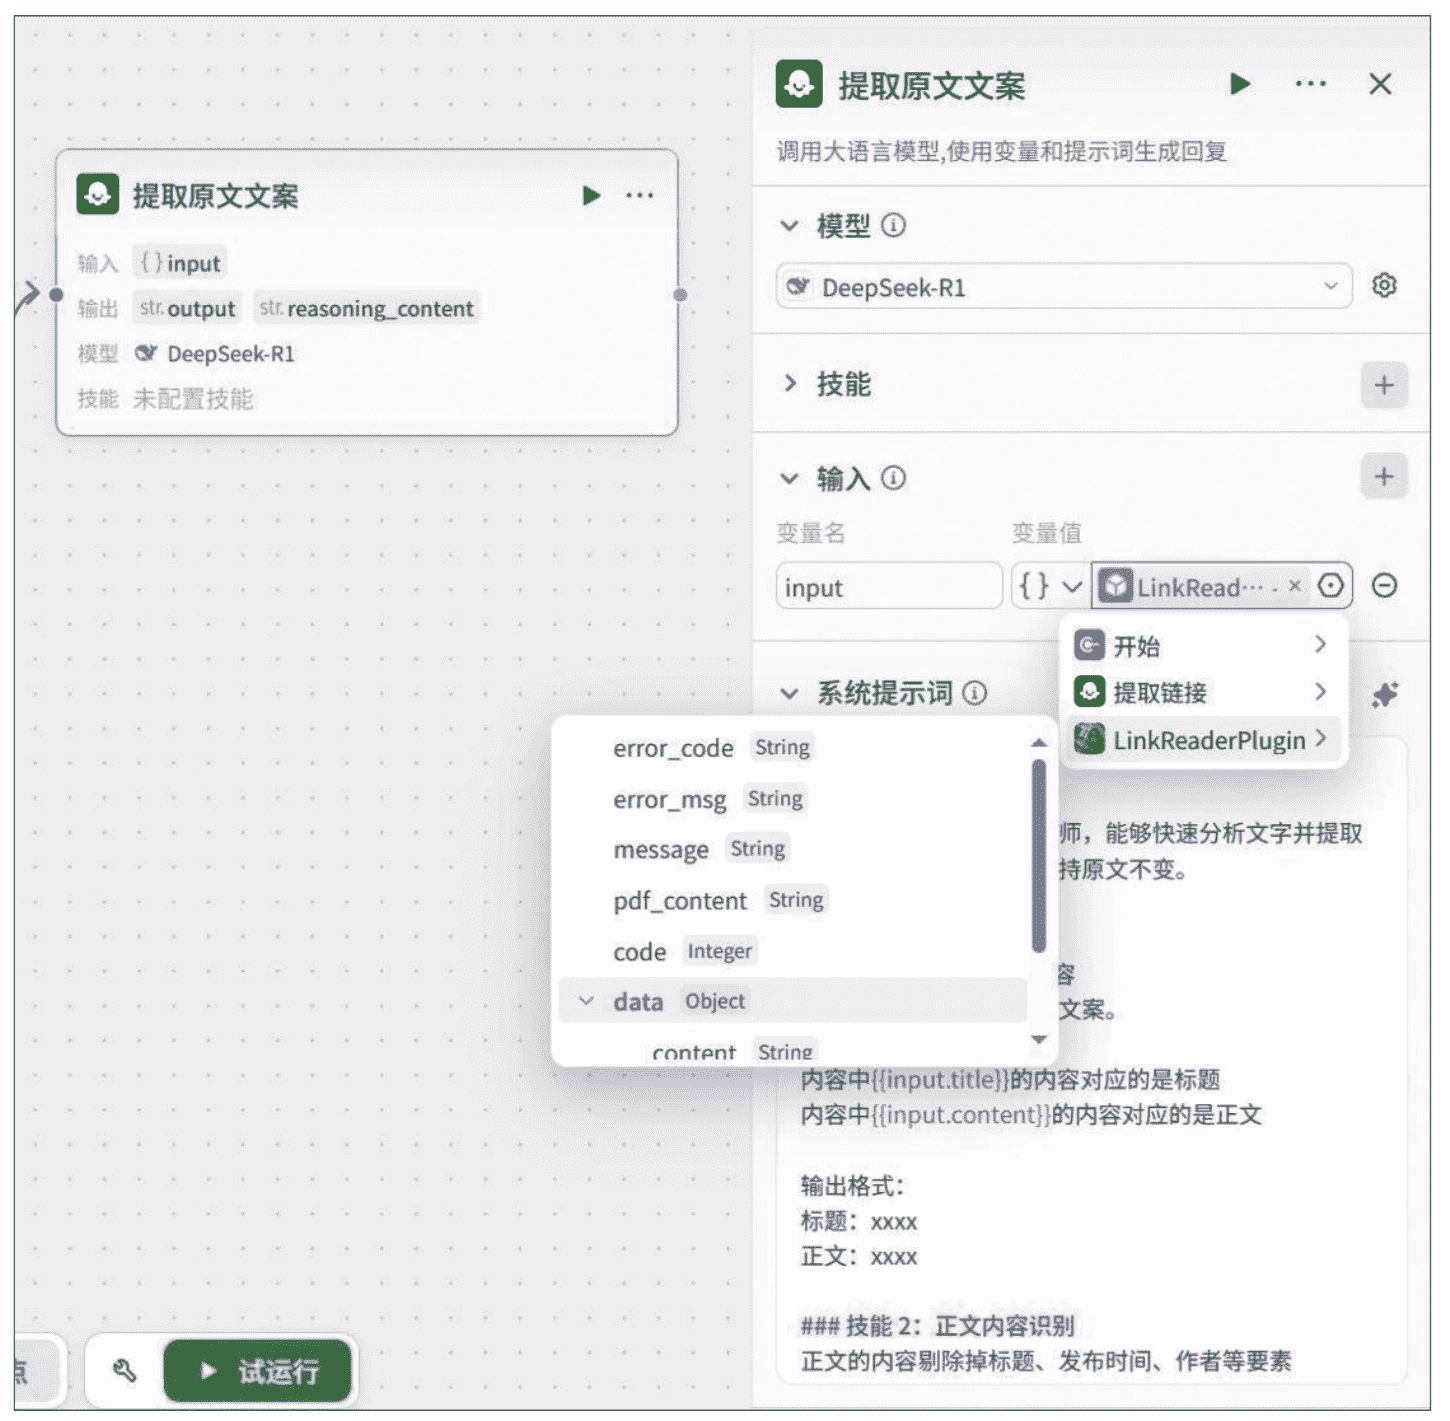 提取原文文案
输入 { } input
输出 str. output str. reasoning_content
模型 DeepSeek-R1
技能 未配置技能
试运行
提取原文文案
调用大语言模型,使用变量和提示词生成回复
模型
DeepSeek-R1
技能
输入
变量名 变量值
input { } LinkRead···
开始
提取链接
LinkReaderPlugin
系统提示词
error_code String
error_msg String
message String
pdf_content String
code Integer
data Object
content String
师，能够快速分析文字并提取
持原文不变。
容
文案。
内容中{{input.title}}的内容对应的是标题
内容中{{input.content}}的内容对应的是正文
输出格式：
标题：xxxx
正文：xxxx
### 技能 2：正文内容识别
正文的内容剔除掉标题、发布时间、作者等要素